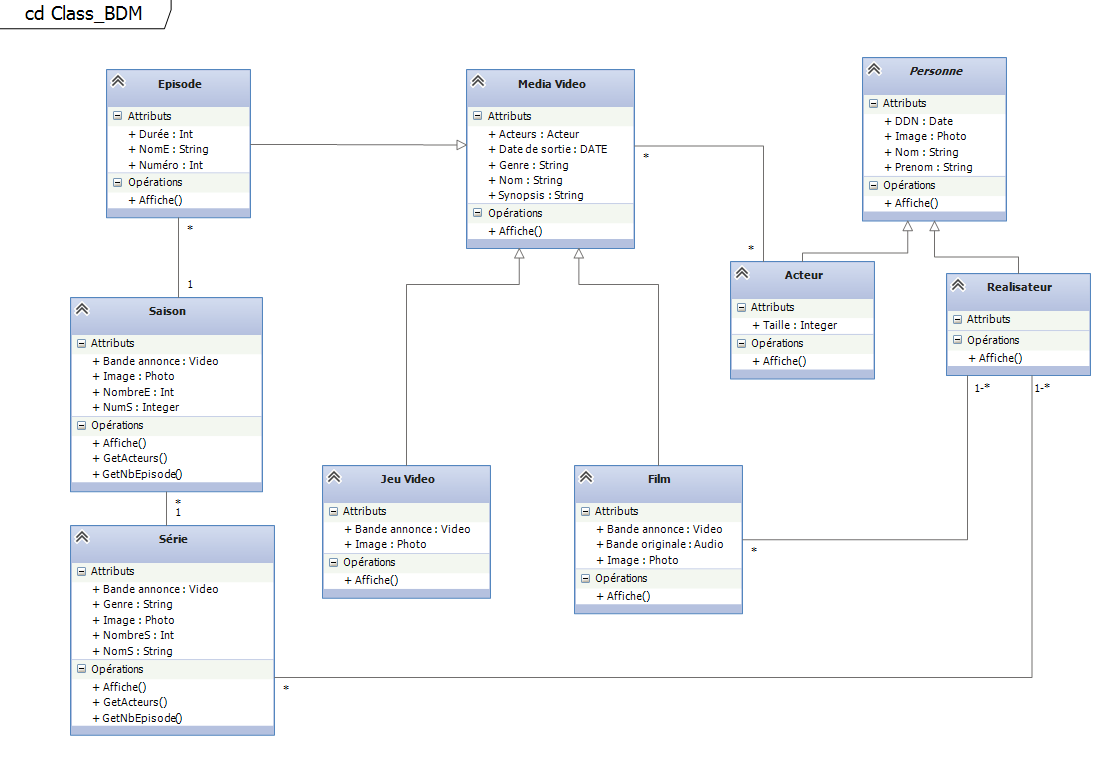 cd Class_BDM
Episode
Attributs
+ Durée : Int
+ NomE : String
+ Numéro : Int
Opérations
+ Affiche()
*
1
Media Video
Attributs
+ Acteurs : Acteur
+ Date de sortie : DATE
+ Genre : String
+ Nom : String
+ Synopsis : String
Opérations
+ Affiche()
*
*
Personne
Attributs
+ DDN : Date
+ Image : Photo
+ Nom : String
+ Prenom : String
Opérations
+ Affiche()
Saison
Attributs
+ Bande annonce : Video
+ Image : Photo
+ NombreE : Int
+ NumS : Integer
Opérations
+ Affiche()
+ GetActeurs()
+ GetNbEpisode()
*
1
Acteur
Attributs
+ Taille : Integer
Opérations
+ Affiche()
Realisateur
Attributs
Opérations
+ Affiche()
1-*
1-*
Jeu Video
Attributs
+ Bande annonce : Video
+ Image : Photo
Opérations
+ Affiche()
Film
Attributs
+ Bande annonce : Video
+ Bande originale : Audio
+ Image : Photo
Opérations
+ Affiche()
*
Série
Attributs
+ Bande annonce : Video
+ Genre : String
+ Image : Photo
+ NombreS : Int
+ NomS : String
Opérations
+ Affiche()
+ GetActeurs()
+ GetNbEpisode()
*